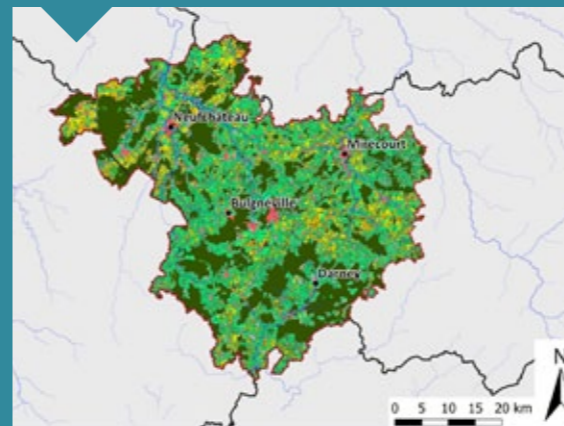 Neufchâteau
Mirecourt
Bulgnéville
Darney
N
0 5 10 15 20 km